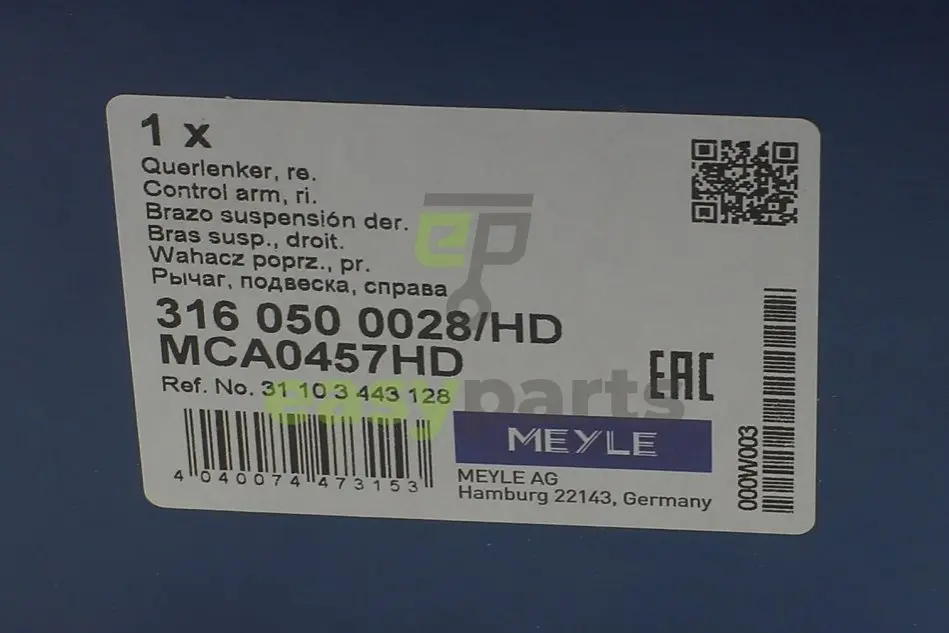 1 x
Querlenker, re.
Control arm, ri.
Brazo suspensión der.
Bras susp., droit.
Wahacz poprz., pr.
Рычаг, подвеска, справа
316 050 0028/HD
MCA0457HD
Ref. No. 31 10 3 443 128
4 040074 473153
EAC
MEYLE
MEYLE AG
Hamburg 22143, Germany
000W003
ep
easyparts